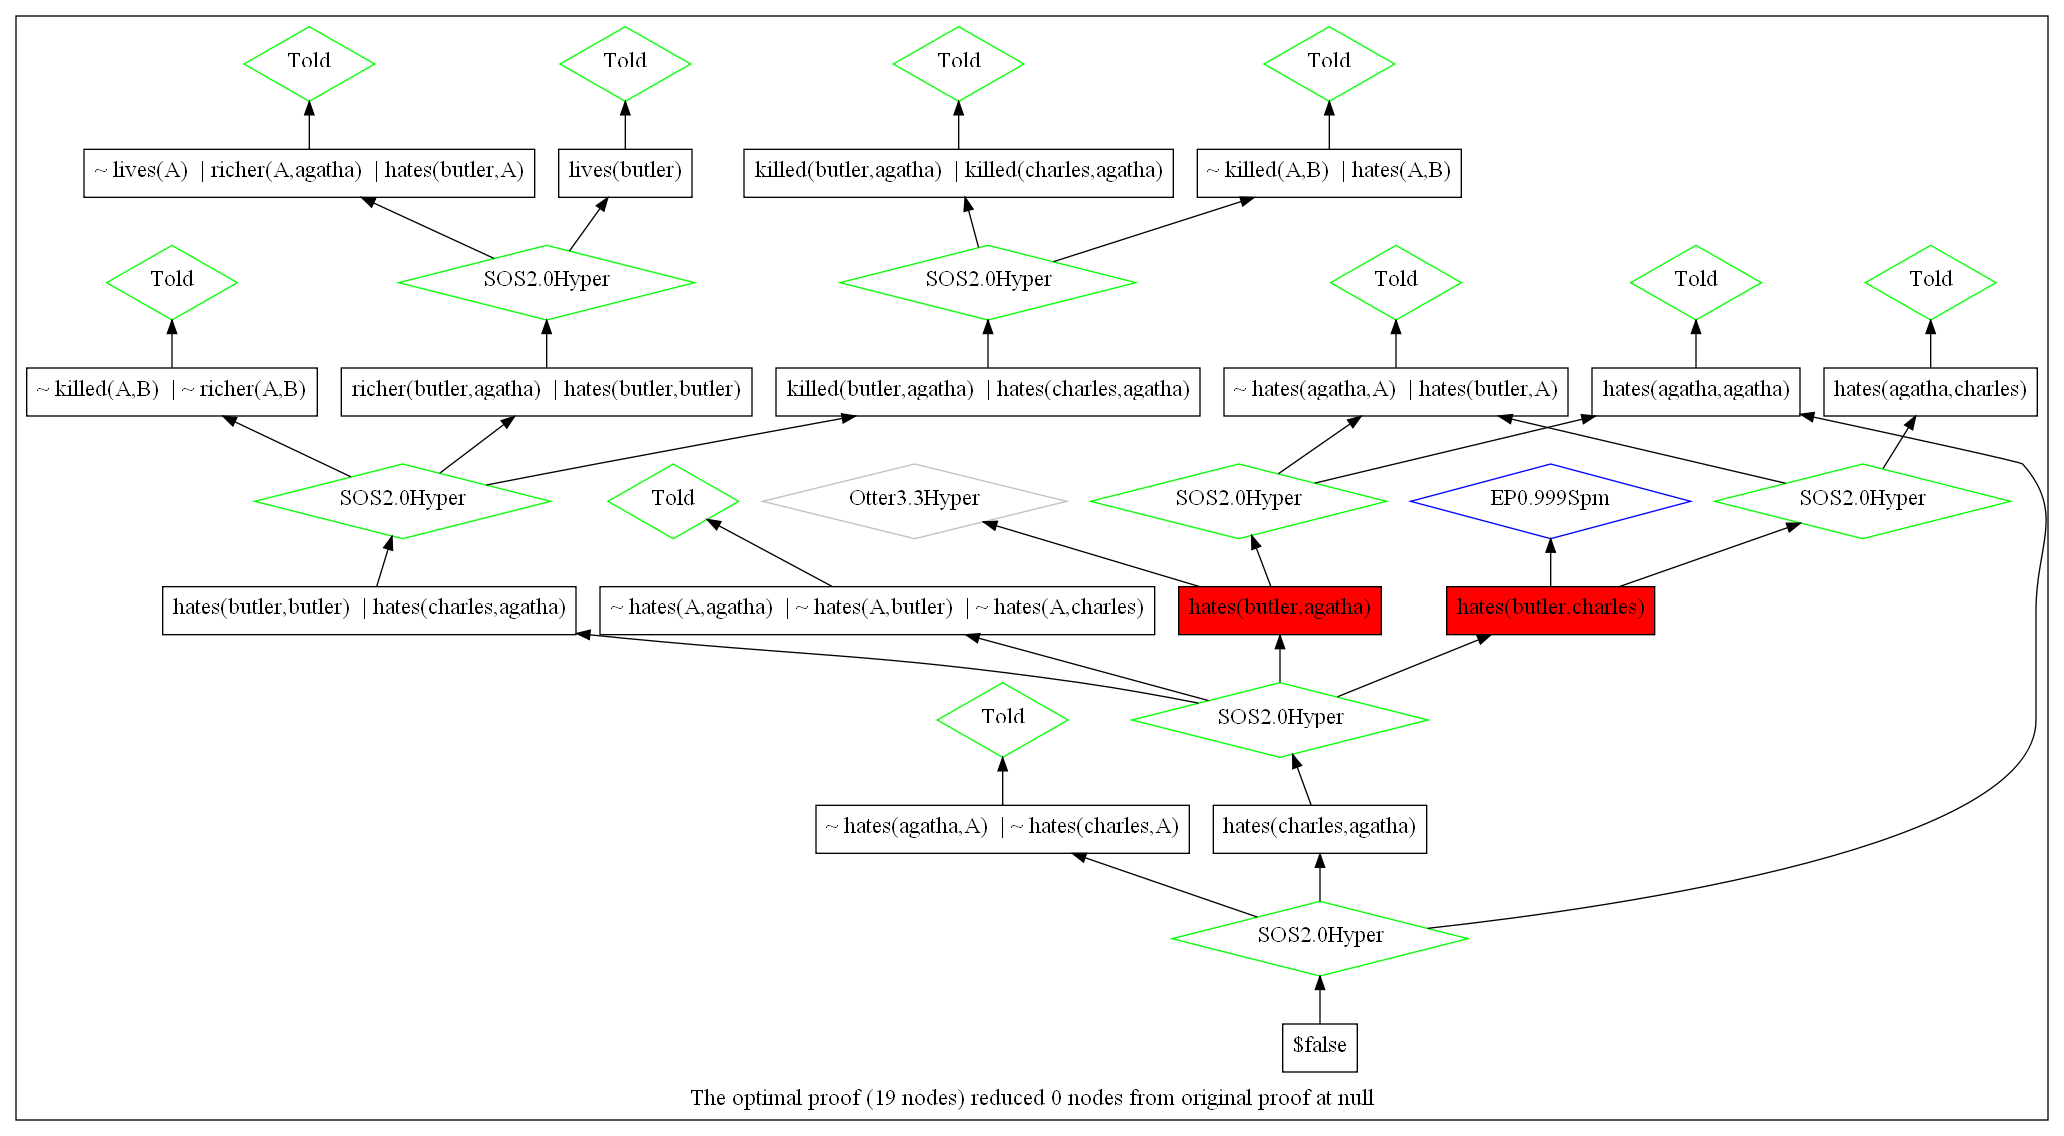 Told
Told
Told
Told
~ lives(A) | richer(A,agatha) | hates(butler,A)
lives(butler)
killed(butler,agatha) | killed(charles,agatha)
~ killed(A,B) | hates(A,B)
Told
SOS2.0Hyper
SOS2.0Hyper
Told
Told
Told
~ killed(A,B) | ~ richer(A,B)
richer(butler,agatha) | hates(butler,butler)
killed(butler,agatha) | hates(charles,agatha)
~ hates(agatha,A) | hates(butler,A)
hates(agatha,agatha)
hates(agatha,charles)
SOS2.0Hyper
Told
Otter3.3Hyper
SOS2.0Hyper
EP0.999Spm
SOS2.0Hyper
hates(butler,butler) | hates(charles,agatha)
~ hates(A,agatha) | ~ hates(A,butler) | ~ hates(A,charles)
hates(butler,agatha)
hates(butler,charles)
Told
SOS2.0Hyper
~ hates(agatha,A) | ~ hates(charles,A)
hates(charles,agatha)
SOS2.0Hyper
$false
The optimal proof (19 nodes) reduced 0 nodes from original proof at null